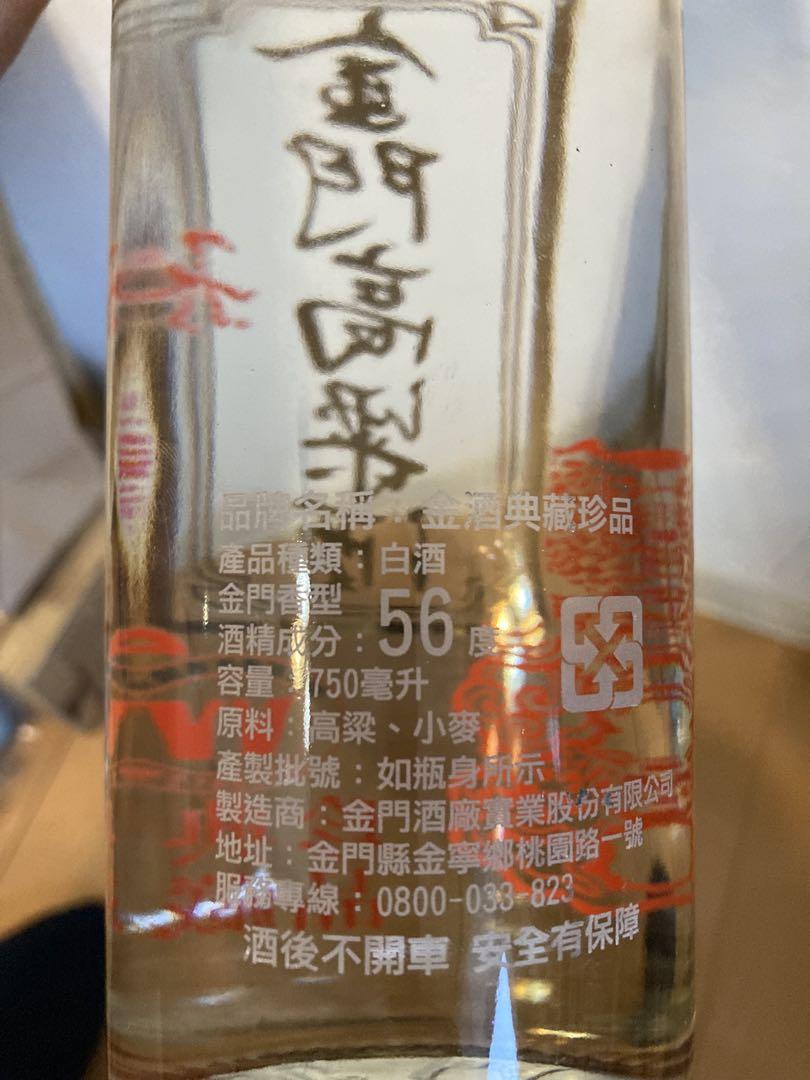 金門高粱
品牌名稱：金酒典藏珍品
產品種類：白酒
金門香型
酒精成分：56度
容量：750毫升
原料：高粱、小麥
產製批號：如瓶身所示
製造商：金門酒廠實業股份有限公司
地址：金門縣金寧鄉桃園路一號
服務專線：0800-033-823
酒後不開車 安全有保障